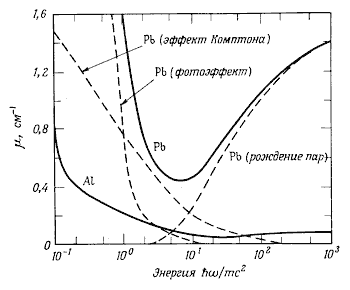 1,6
Pb (эффект Комптона)
Pb (фотоэффект)
1,2
μ, см⁻¹
0,8
Pb
Pb (рождение пар)
0,4
Al
0
10⁻¹ 10⁰ 10¹ 10² 10³
Энергия ħω/mc²